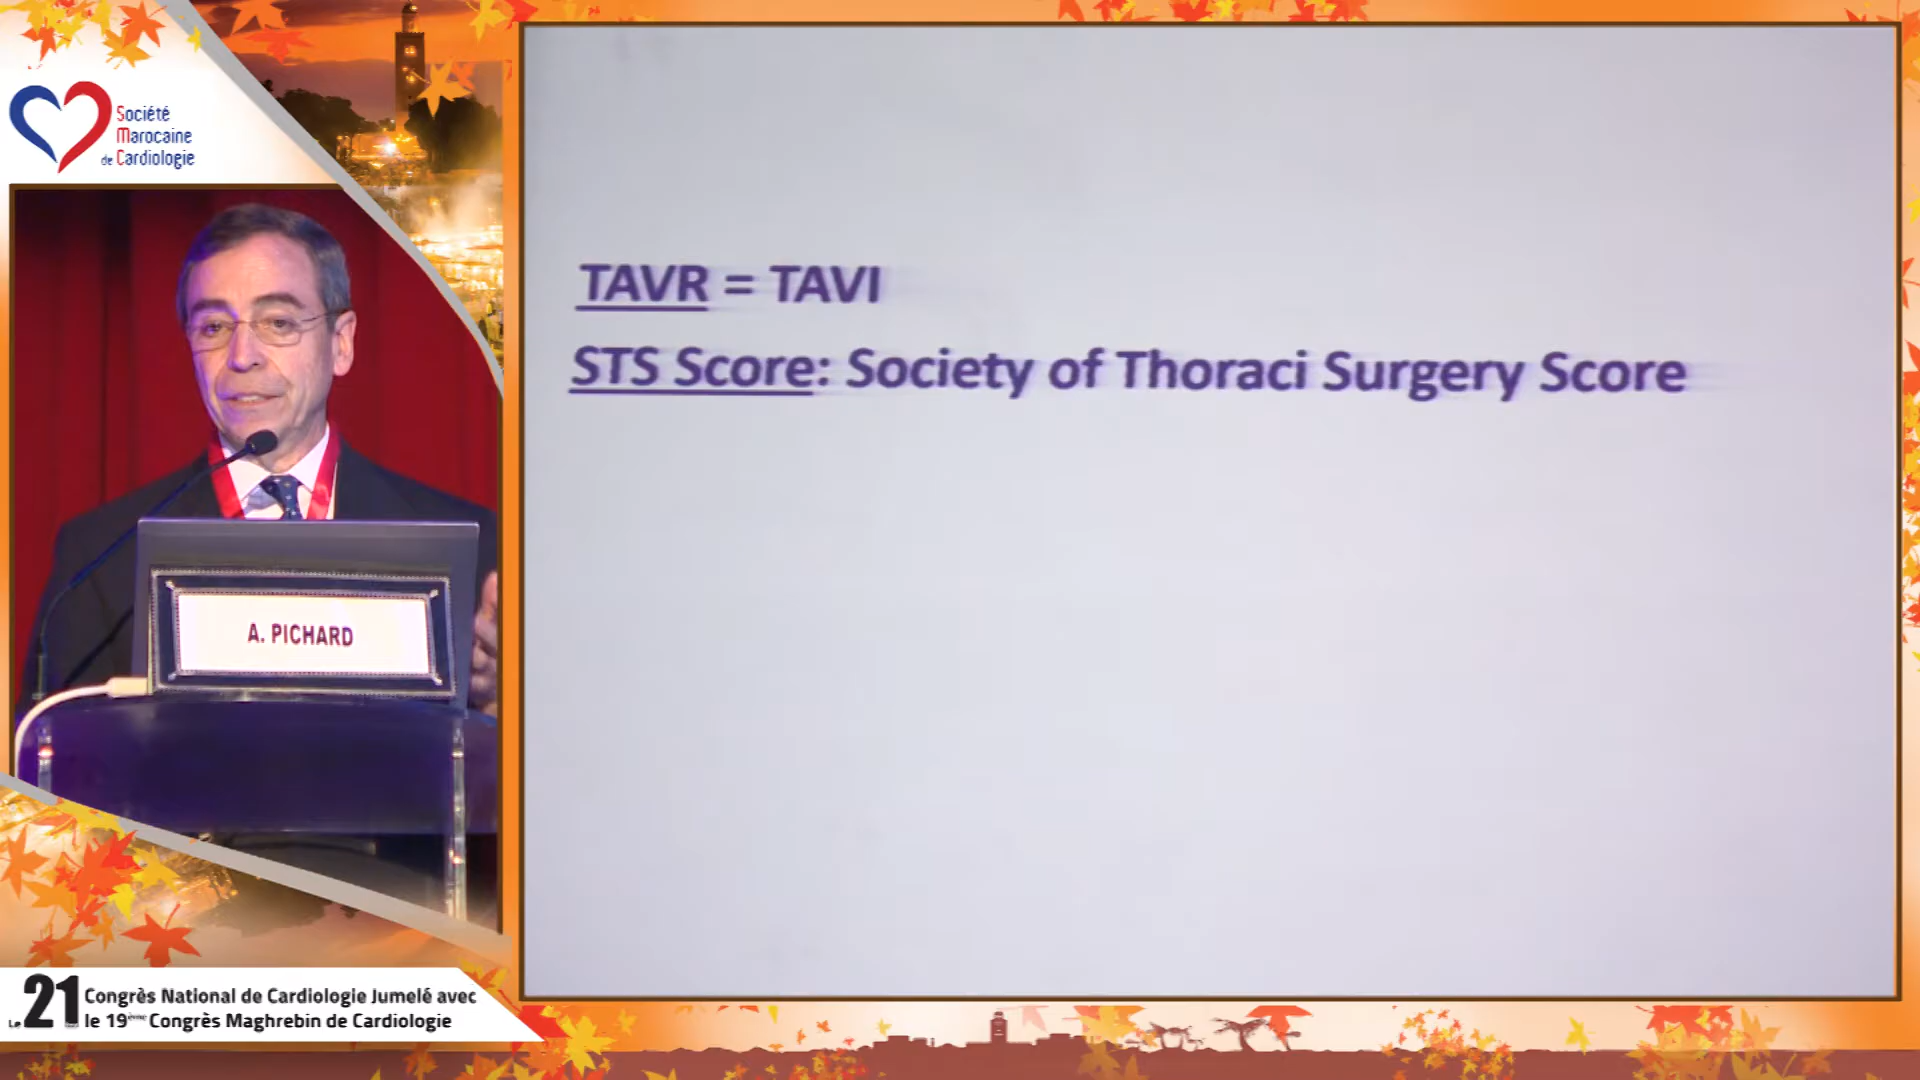 Société
Marocaine
de Cardiologie
A. PICHARD
Le 21 Congrès National de Cardiologie Jumelé avec
le 19ème Congrès Maghrebin de Cardiologie
TAVR = TAVI
STS Score: Society of Thoraci Surgery Score